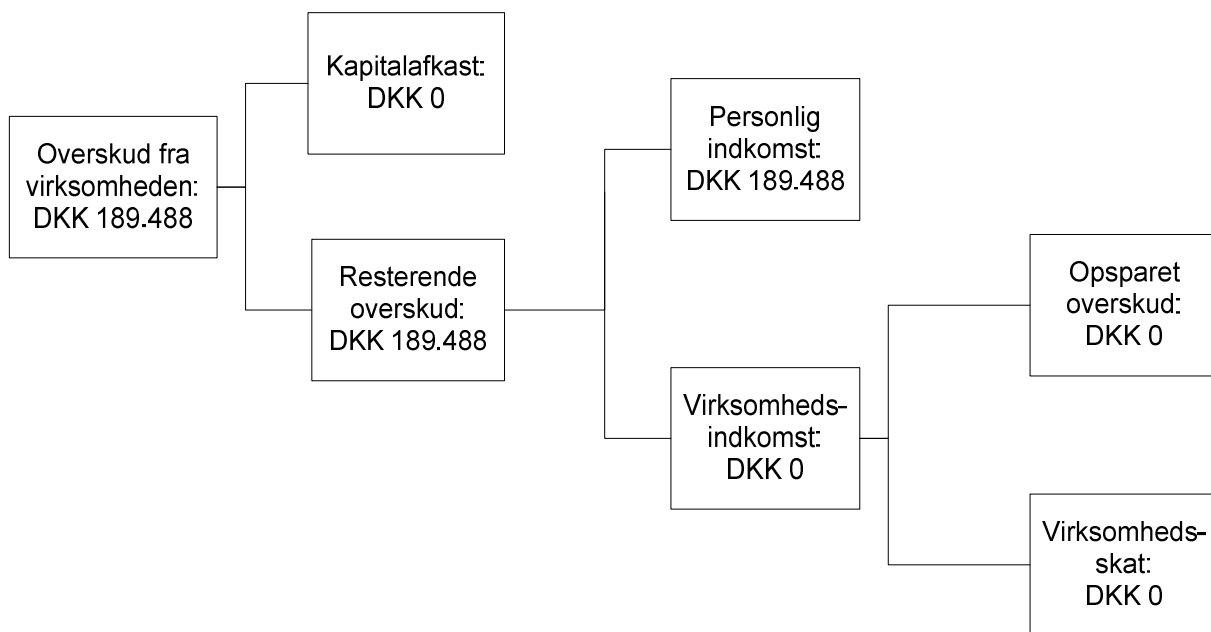 Overskud fra
virksomheden:
DKK 189.488
Kapitalafkast:
DKK 0
Resterende
overskud:
DKK 189.488
Personlig
indkomst:
DKK 189.488
Virksomheds-
indkomst:
DKK 0
Opsparet
overskud:
DKK 0
Virksomheds-
skat:
DKK 0